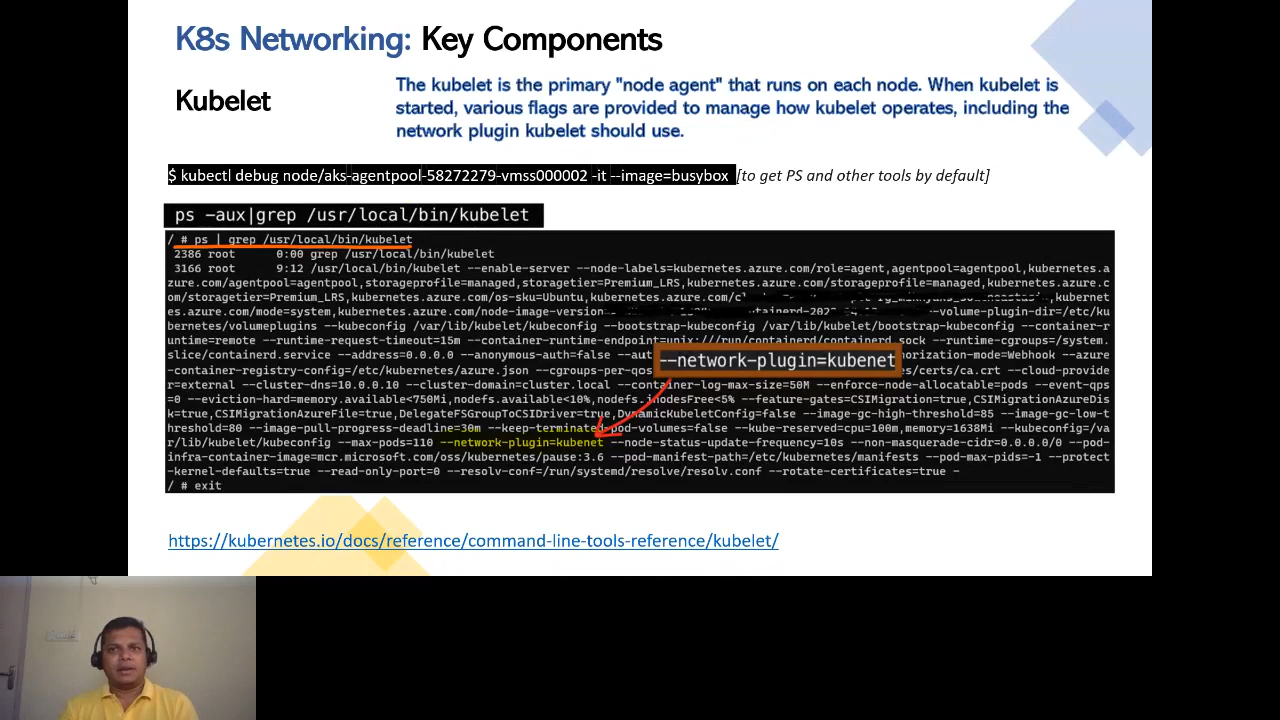 K8s Networking: Key Components
Kubelet
The kubelet is the primary "node agent" that runs on each node. When kubelet is
started, various flags are provided to manage how kubelet operates, including the
network plugin kubelet should use.
$ kubectl debug node/aks-agentpool-58272279-vmss000002 -it --image=busybox [to get PS and other tools by default]
ps -aux|grep /usr/local/bin/kubelet
/ # ps | grep /usr/local/bin/kubelet
2386 root 0:00 grep /usr/local/bin/kubelet
3166 root 9:12 /usr/local/bin/kubelet --enable-server --node-labels=kubernetes.azure.com/role=agent,agentpool=agentpool,kubernetes.a
zure.com/agentpool=agentpool,storageprofile=managed,storagetier=Premium_LRS,kubernetes.azure.com/storageprofile=managed,kubernetes.azure.c
om/storagetier=Premium_LRS,kubernetes.azure.com/os-sku=Ubuntu,kubernetes.azure.com/ ,kubernet
es.azure.com/mode=system,kubernetes.azure.com/node-image-version= -volume-plugin-dir=/etc/ku
bernetes/volumeplugins --kubeconfig /var/lib/kubelet/kubeconfig --bootstrap-kubeconfig /var/lib/kubelet/bootstrap-kubeconfig --container-r
untime=remote --runtime-request-timeout=15m --container-runtime-endpoint=unix:///run/containerd/containerd.sock --runtime-cgroups=/system.
slice/containerd.service --address=0.0.0.0 --anonymous-auth=false horization-mode=Webhook --azure
--network-plugin=kubenet
-container-registry-config=/etc/kubernetes/azure.json --cgroups-per-qos /certs/ca.crt --cloud-provide
r=external --cluster-dns=10.0.0.10 --cluster-domain=cluster.local --container-log-max-size=50M --enforce-node-allocatable=pods --event-qps
=0 --eviction-hard=memory.available<750Mi,nodefs.available<10%,nodefs.inodesFree<5% --feature-gates=CSIMigration=true,CSIMigrationAzureDis
k=true,CSIMigrationAzureFile=true,DelegateFSGroupToCSIDriver=true,DynamicKubeletConfig=false --image-gc-high-threshold=85 --image-gc-low-t
hreshold=80 --image-pull-progress-deadline=30m --keep-terminated-pod-volumes=false --kube-reserved=cpu=100m,memory=1638Mi --kubeconfig=/va
r/lib/kubelet/kubeconfig --max-pods=110 --network-plugin=kubenet --node-status-update-frequency=10s --non-masquerade-cidr=0.0.0.0/0 --pod-
infra-container-image=mcr.microsoft.com/oss/kubernetes/pause:3.6 --pod-manifest-path=/etc/kubernetes/manifests --pod-max-pids=-1 --protect
-kernel-defaults=true --read-only-port=0 --resolv-conf=/run/systemd/resolve/resolv.conf --rotate-certificates=true -
/ # exit
https://kubernetes.io/docs/reference/command-line-tools-reference/kubelet/